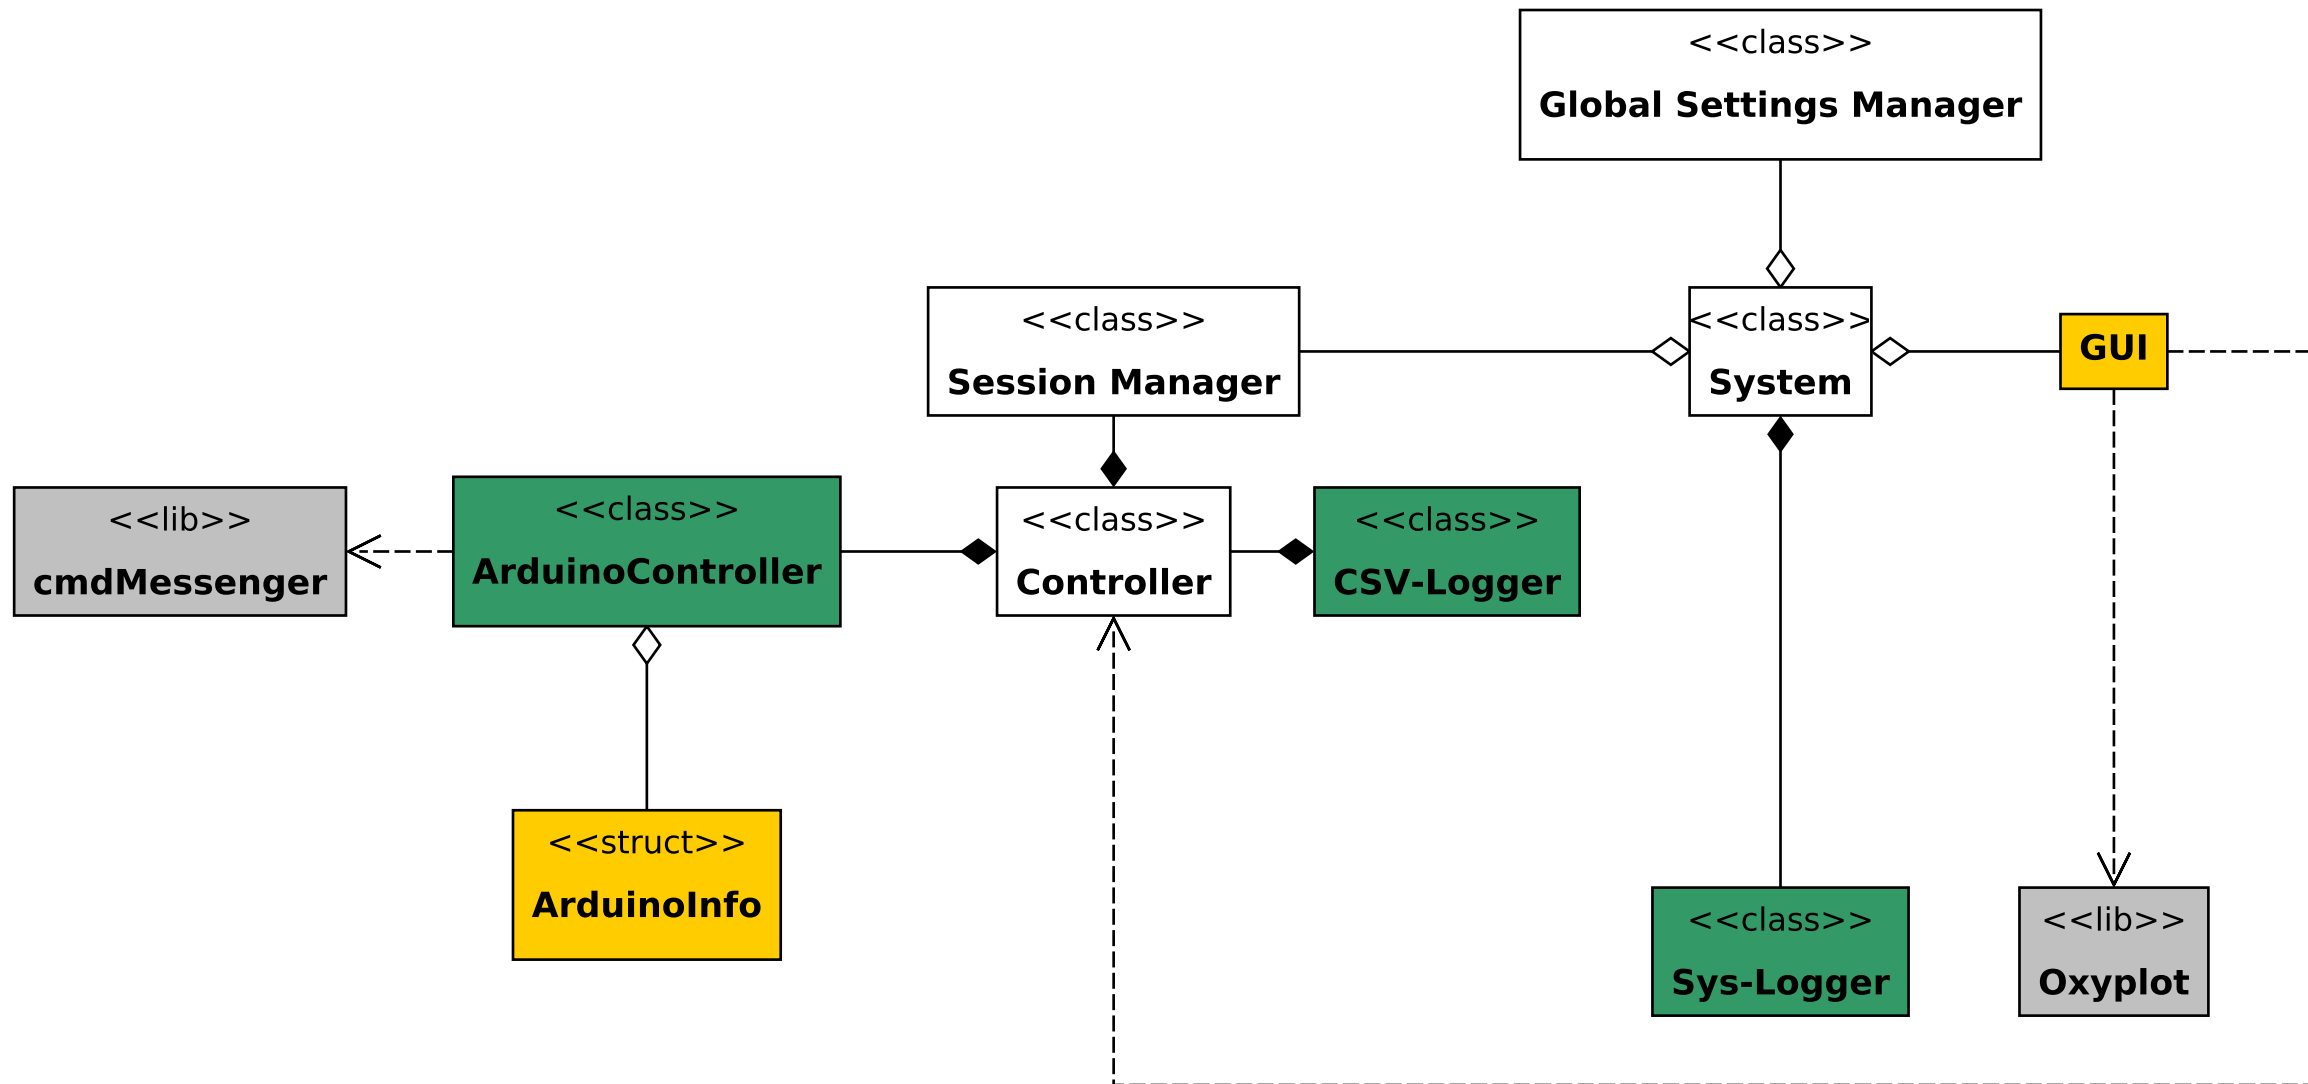 <<class>>
Global Settings Manager
<<class>>
Session Manager
<<class>>
System
GUI
<<lib>>
cmdMessenger
<<class>>
ArduinoController
<<class>>
Controller
<<class>>
CSV-Logger
<<struct>>
ArduinoInfo
<<class>>
Sys-Logger
<<lib>>
Oxyplot